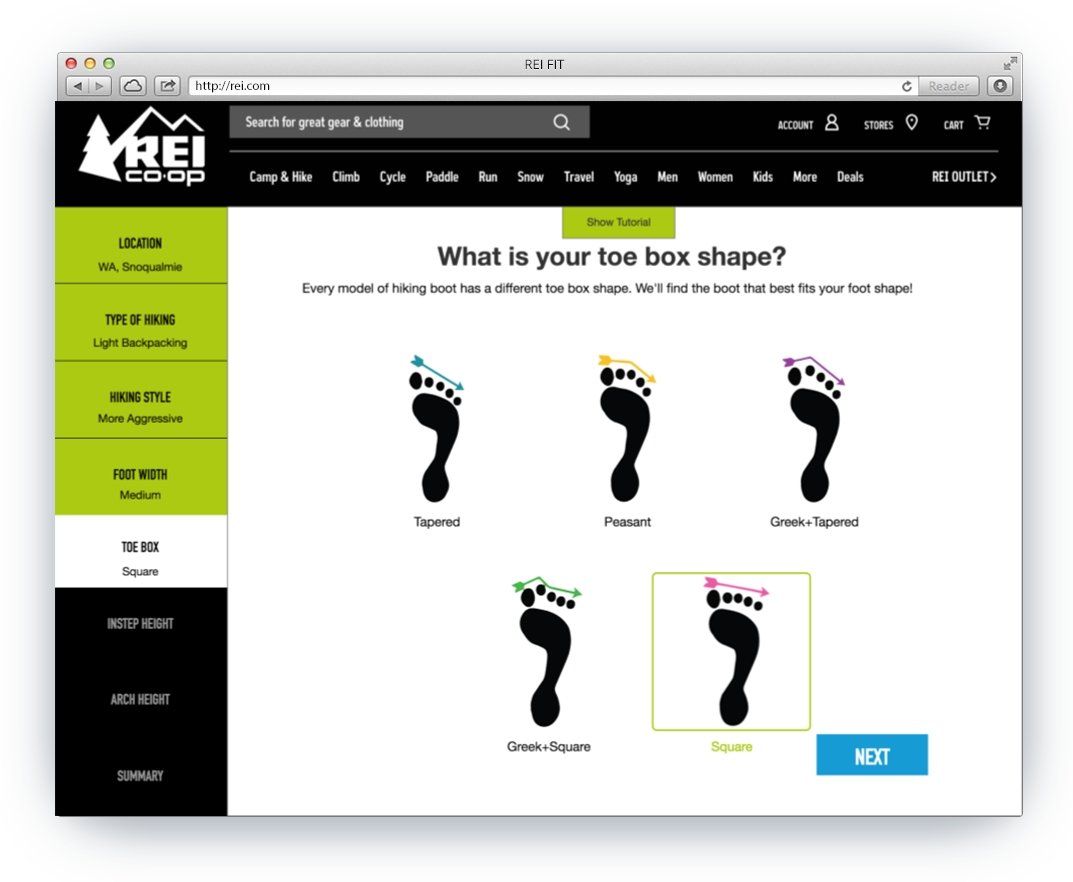 REI FIT
http://rei.com
Reader
REI
CO·OP
Search for great gear & clothing
ACCOUNT
STORES
CART
Camp & Hike Climb Cycle Paddle Run Snow Travel Yoga Men Women Kids More Deals REI OUTLET>
LOCATION
WA, Snoqualmie
TYPE OF HIKING
Light Backpacking
HIKING STYLE
More Aggressive
FOOT WIDTH
Medium
TOE BOX
Square
INSTEP HEIGHT
ARCH HEIGHT
SUMMARY
Show Tutorial
What is your toe box shape?
Every model of hiking boot has a different toe box shape. We'll find the boot that best fits your foot shape!
Tapered
Peasant
Greek+Tapered
Greek+Square
Square
NEXT